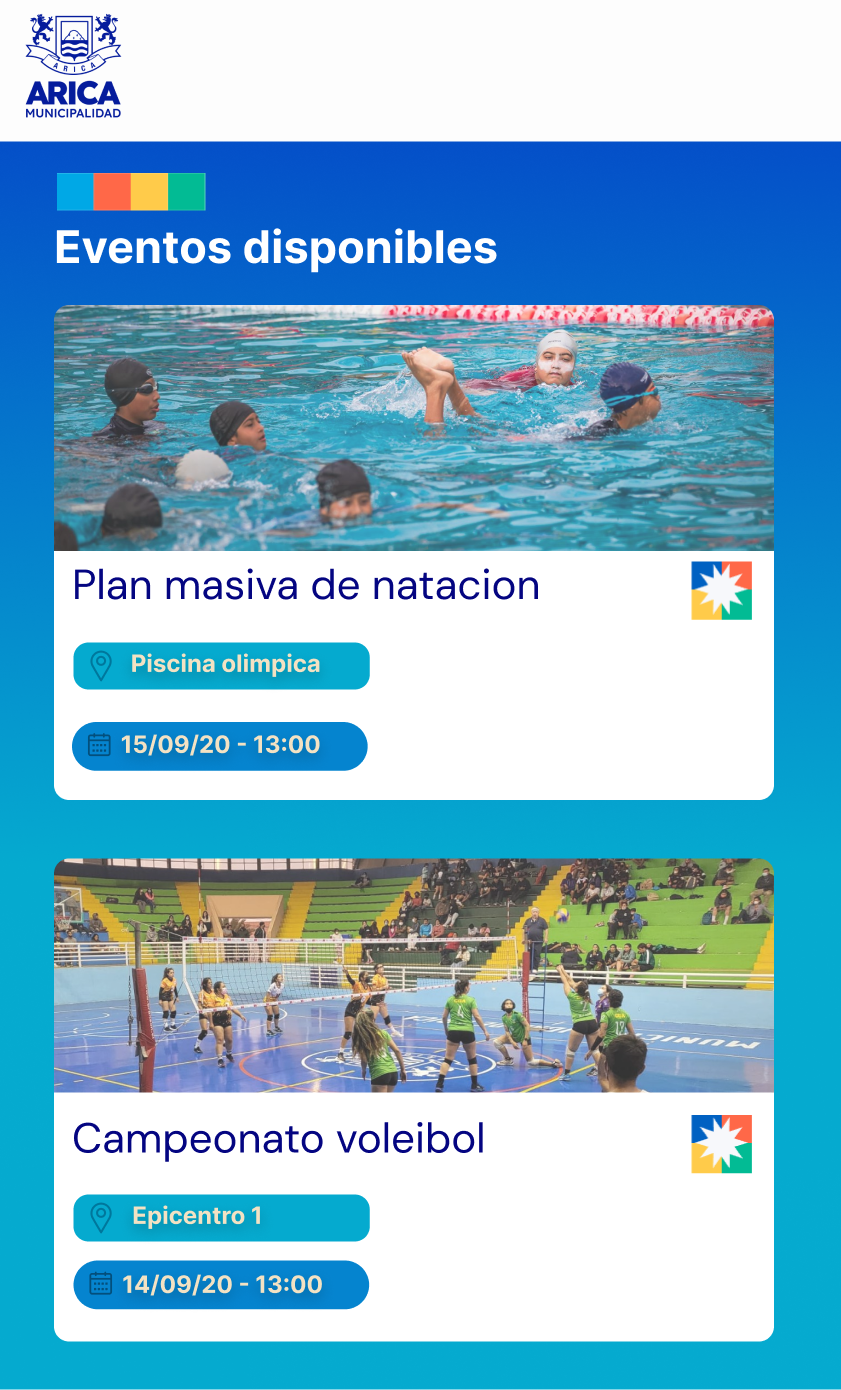 ARICA
ARICA
MUNICIPALIDAD
Eventos disponibles
Plan masiva de natacion
Piscina olimpica
15/09/20 - 13:00
Campeonato voleibol
Epicentro 1
14/09/20 - 13:00